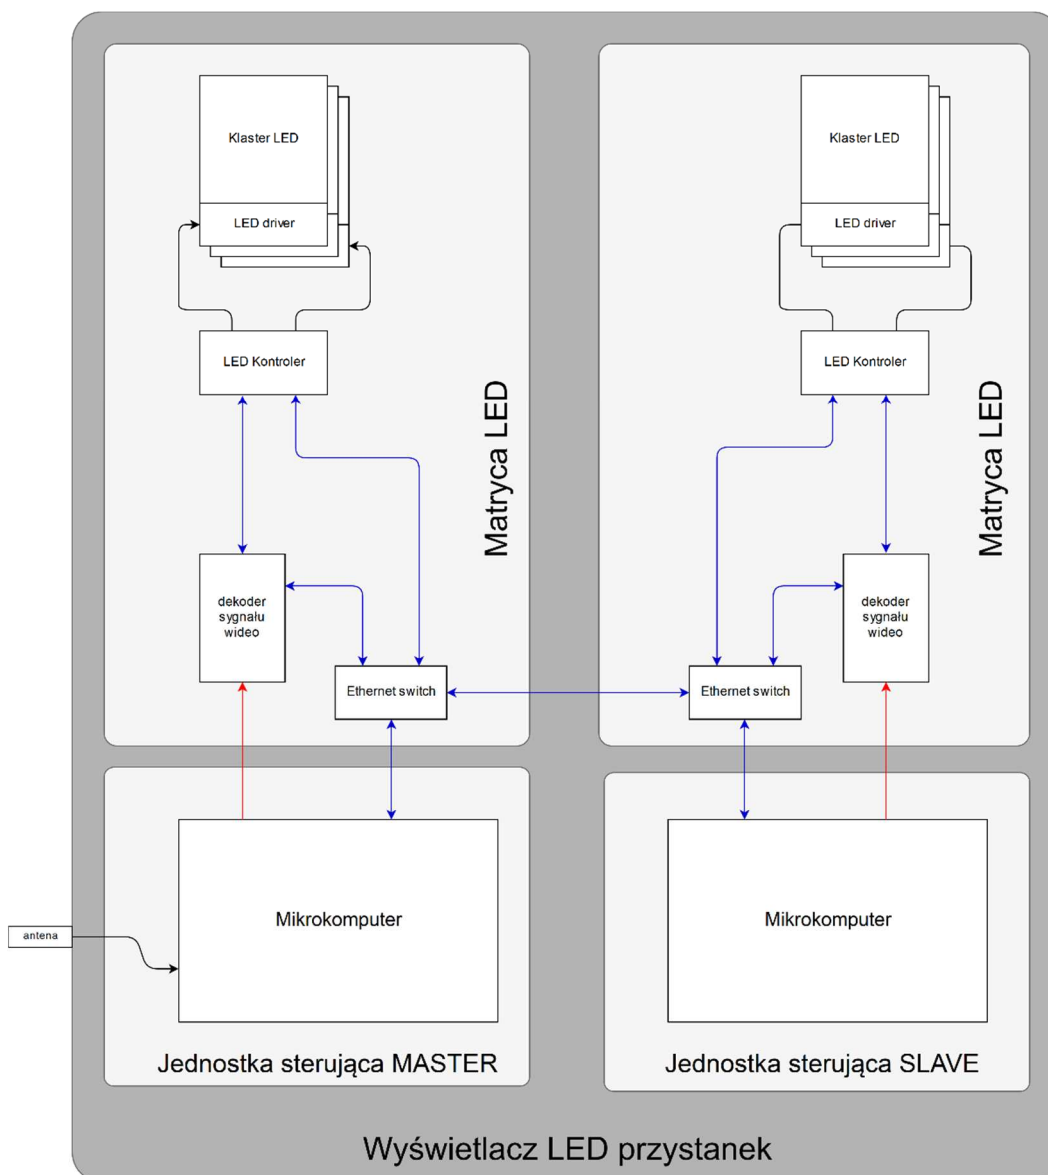 Klaster LED
LED driver
LED Kontroler
Matryca LED
dekoder
sygnału
wideo
Ethernet switch
Klaster LED
LED driver
LED Kontroler
Matryca LED
dekoder
sygnału
wideo
Ethernet switch
antena
Mikrokomputer
Jednostka sterująca MASTER
Mikrokomputer
Jednostka sterująca SLAVE
Wyświetlacz LED przystanek